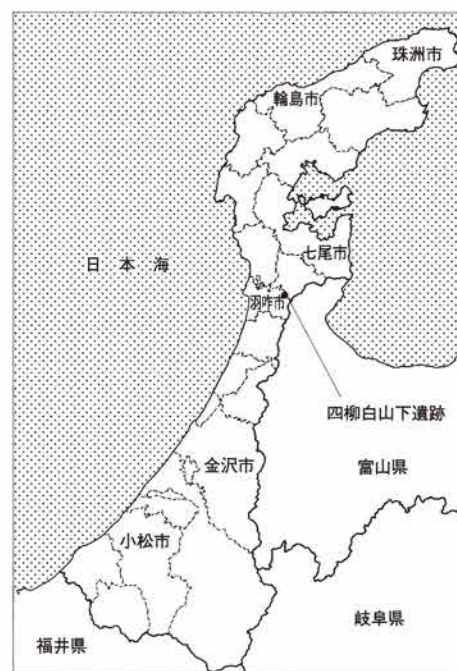 珠洲市
輪島市
七尾市
日本海
羽咋市
四柳白山下遺跡
金沢市
富山県
小松市
岐阜県
福井県